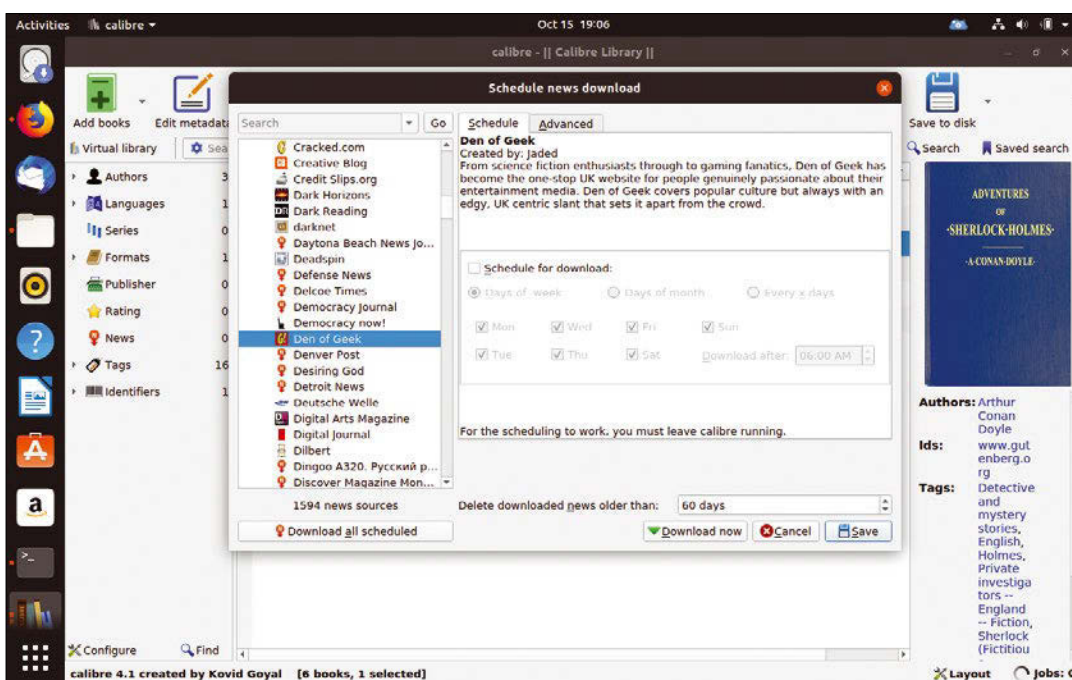 Activities calibre Oct 15 19:06
calibre - || Calibre Library ||
Schedule news download
Add books Edit metadata Save to disk
Search Go Schedule Advanced
Virtual library Search Saved search
Cracked.com
Creative Blog
Credit Slips.org
Dark Horizons
Dark Reading
darknet
Daytona Beach News Jo...
Deadspin
Defense News
Delcoe Times
Democracy Journal
Democracy now!
Den of Geek
Denver Post
Desiring God
Detroit News
Deutsche Welle
Digital Arts Magazine
Digital Journal
Dilbert
Dingoo A320. Русский р...
Discover Magazine Mon...
1594 news sources
Download all scheduled
Den of Geek
Created by: Jaded
From science fiction enthusiasts through to gaming fanatics, Den of Geek has
become the one-stop UK website for people genuinely passionate about their
entertainment media. Den of Geek covers popular culture but always with an
edgy, UK centric slant that sets it apart from the crowd.
Schedule for download:
Days of week Days of month Every x days
Mon Wed Fri Sun
Tue Thu Sat Download after: 06:00 AM
For the scheduling to work, you must leave calibre running.
Delete downloaded news older than: 60 days
Download now Cancel Save
Authors 3
Languages 1
Series 0
Formats 1
Publisher 0
Rating 0
News 0
Tags 16
Identifiers 1
ADVENTURES
OF
·SHERLOCK·HOLMES·
·A·CONAN·DOYLE·
Authors: Arthur
Conan
Doyle
Ids: www.gut
enberg.o
rg
Tags: Detective
and
mystery
stories,
English,
Holmes,
Private
investiga
tors --
England
-- Fiction,
Sherlock
(Fictitiou
Configure Find
calibre 4.1 created by Kovid Goyal [6 books, 1 selected] Layout Jobs: